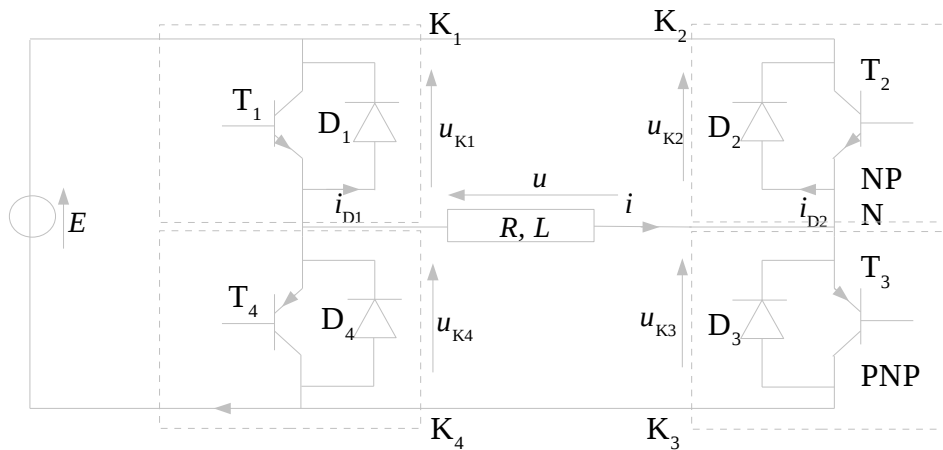 K1
K2
T1
D1
uK1
uK2
D2
T2
E
u
i
iD1
R, L
iD2
NP
N
T4
D4
uK4
uK3
D3
T3
PNP
K4
K3